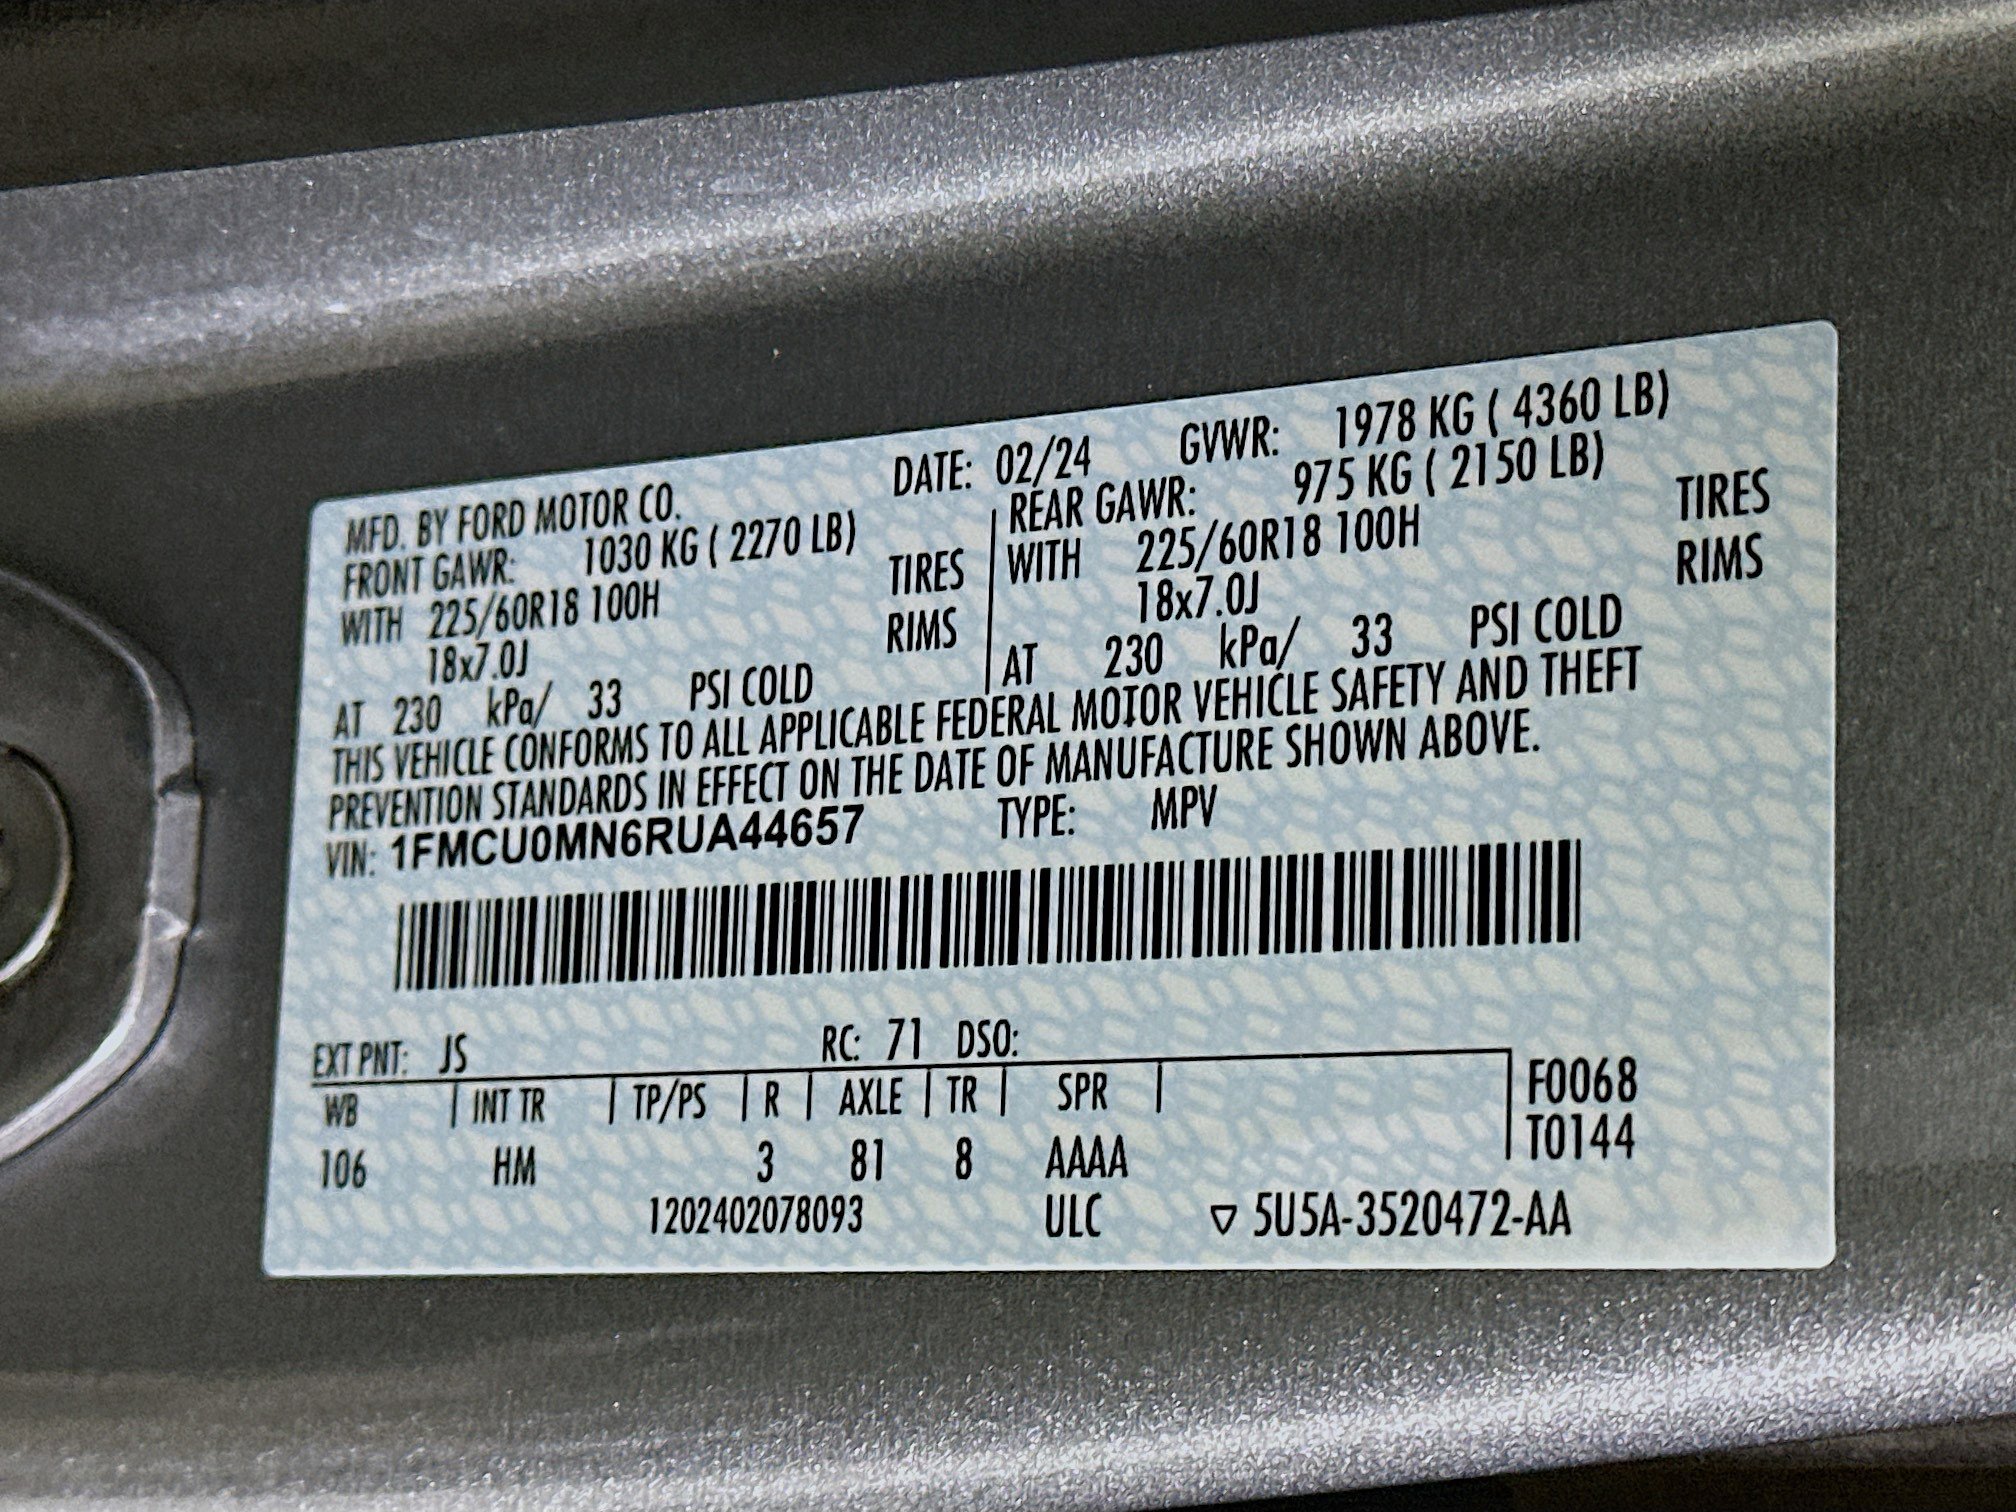 MFD. BY FORD MOTOR CO. DATE: 02/24 GVWR: 1978 KG ( 4360 LB)
FRONT GAWR: 1030 KG ( 2270 LB)
WITH 225/60R18 100H TIRES
18x7.0J RIMS
AT 230 kPa/ 33 PSI COLD
REAR GAWR: 975 KG ( 2150 LB)
WITH 225/60R18 100H TIRES
18x7.0J RIMS
AT 230 kPa/ 33 PSI COLD
THIS VEHICLE CONFORMS TO ALL APPLICABLE FEDERAL MOTOR VEHICLE SAFETY AND THEFT
PREVENTION STANDARDS IN EFFECT ON THE DATE OF MANUFACTURE SHOWN ABOVE.
VIN: 1FMCU0MN6RUA44657 TYPE: MPV
EXT PNT: JS RC: 71 DSO:
WB | INT TR | TP/PS | R | AXLE | TR | SPR | F0068
T0144
106 HM 3 81 8 AAAA
1202402078093 ULC ▽ 5U5A-3520472-AA